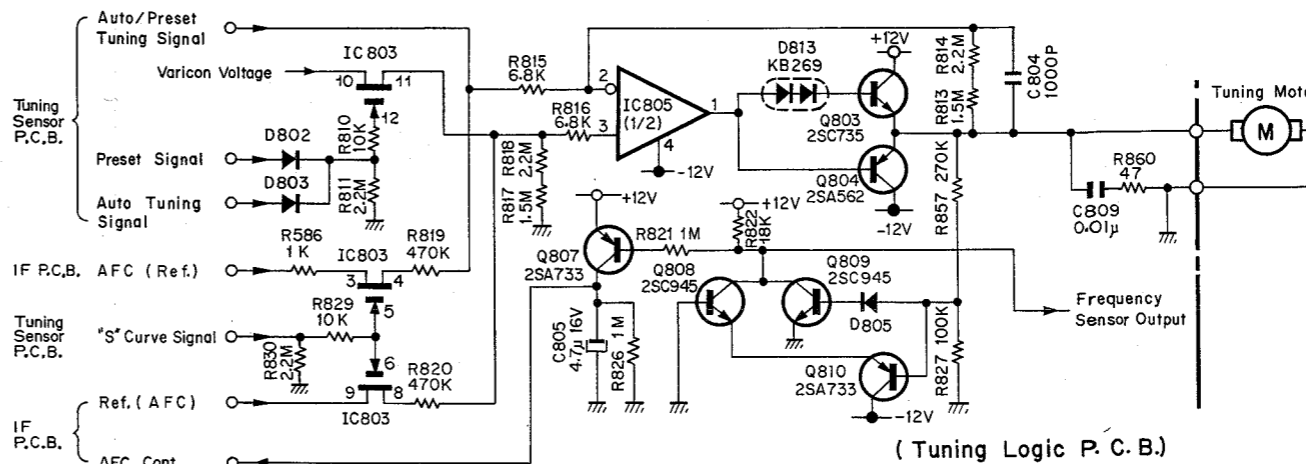 Auto/Preset
Tuning Signal
Varicon Voltage
IC803
10
11
12
R810
10K
Tuning
Sensor
P.C.B.
D802
Preset Signal
D803
R811
2.2M
Auto Tuning
Signal
R815
6.8K
R816
6.8K
R818
2.2M
R817
1.5M
2
3
IC805
(1/2)
1
4
-12V
D813
KB269
+12V
Q803
2SC735
Q804
2SA562
-12V
R814
2.2M
R813
1.5M
C804
1000P
Tuning Moto
M
R857 270K
R860
47
C809
0.01μ
R586
1K
IC803
3
4
5
R819
470K
IF P.C.B.
AFC (Ref.)
R829
10K
Tuning
Sensor
P.C.B.
"S" Curve Signal
R830
2.2M
6
9
8
IC803
R820
470K
Ref. (AFC)
IF
P.C.B.
AFC Cont
+12V
Q807
2SA733
C805
4.7μ 16V
R826 1M
R821 1M
+12V
R822
18K
Q808
2SC945
Q809
2SC945
D805
Q810
2SA733
-12V
R827 100K
Frequency
Sensor Output
(Tuning Logic P.C.B.)